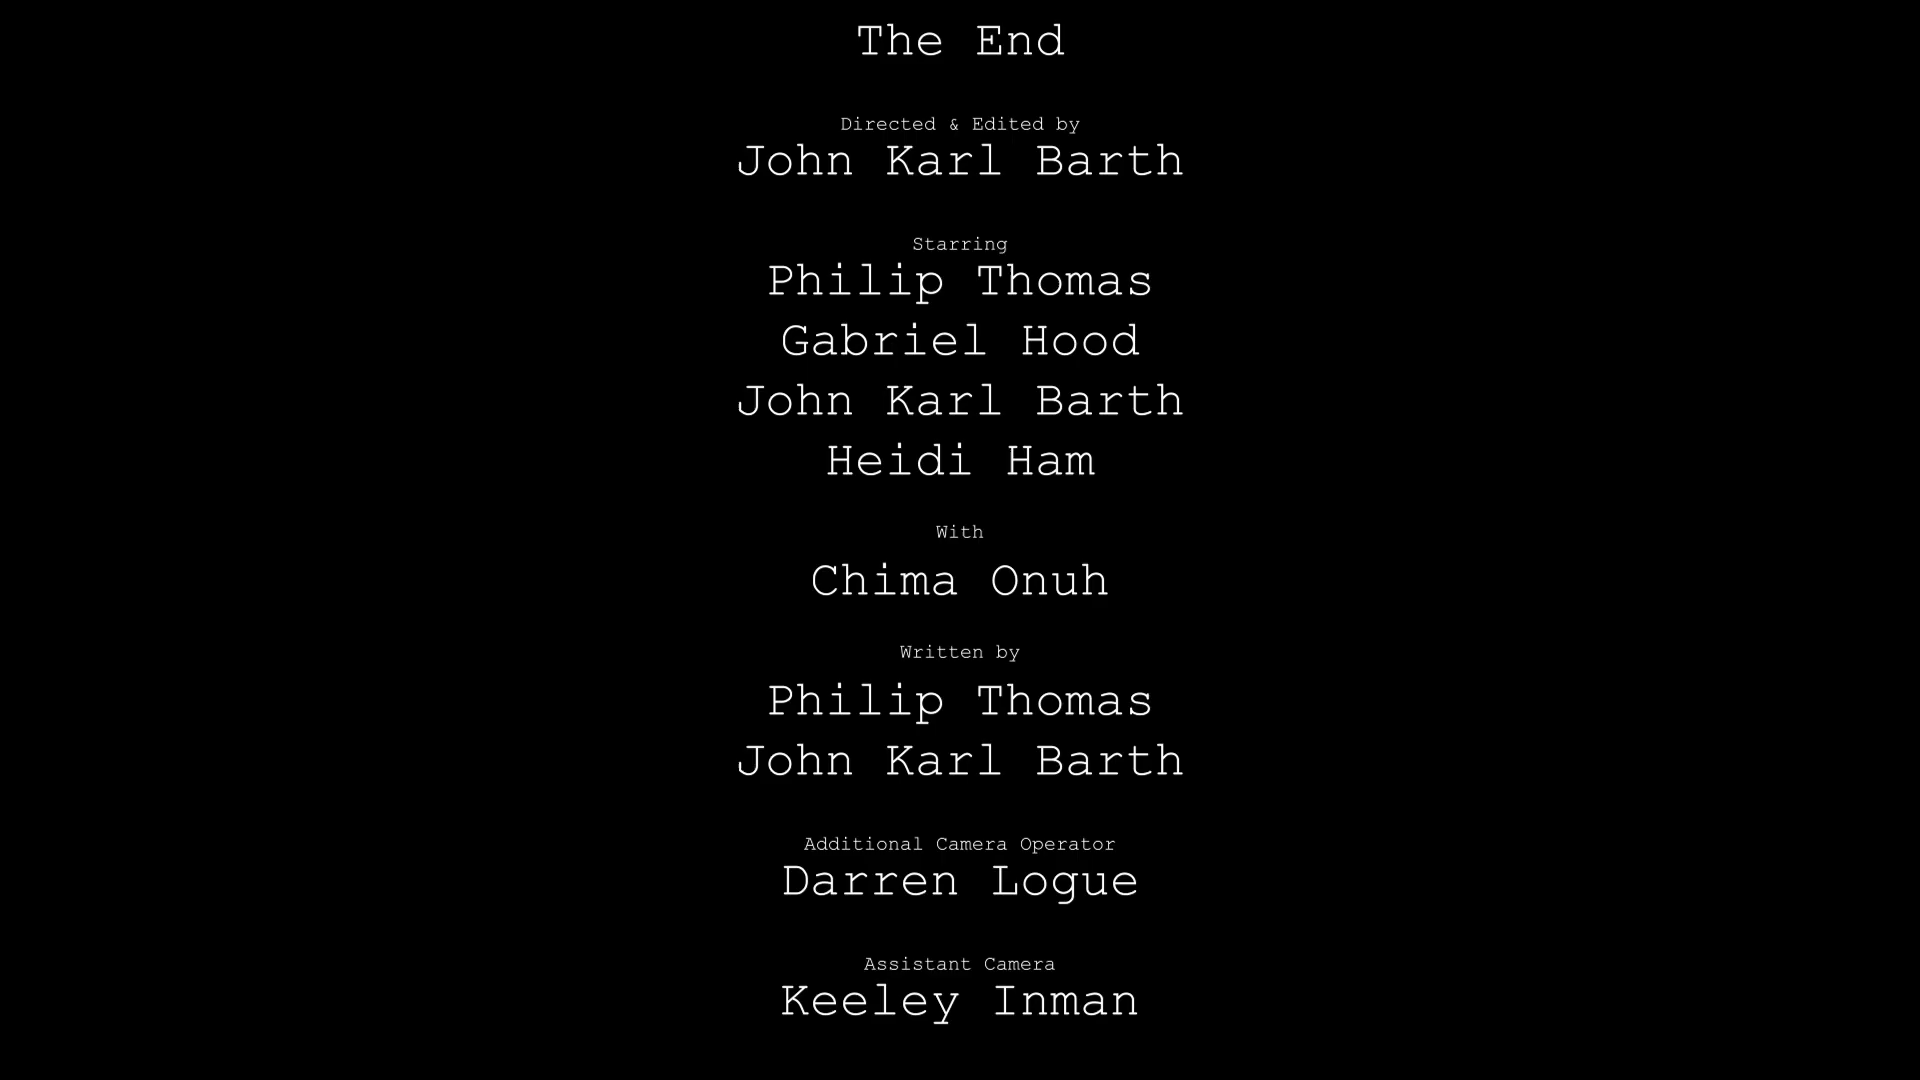 The End
Directed & Edited by
John Karl Barth
Starring
Philip Thomas
Gabriel Hood
John Karl Barth
Heidi Ham
With
Chima Onuh
Written by
Philip Thomas
John Karl Barth
Additional Camera Operator
Darren Logue
Assistant Camera
Keeley Inman